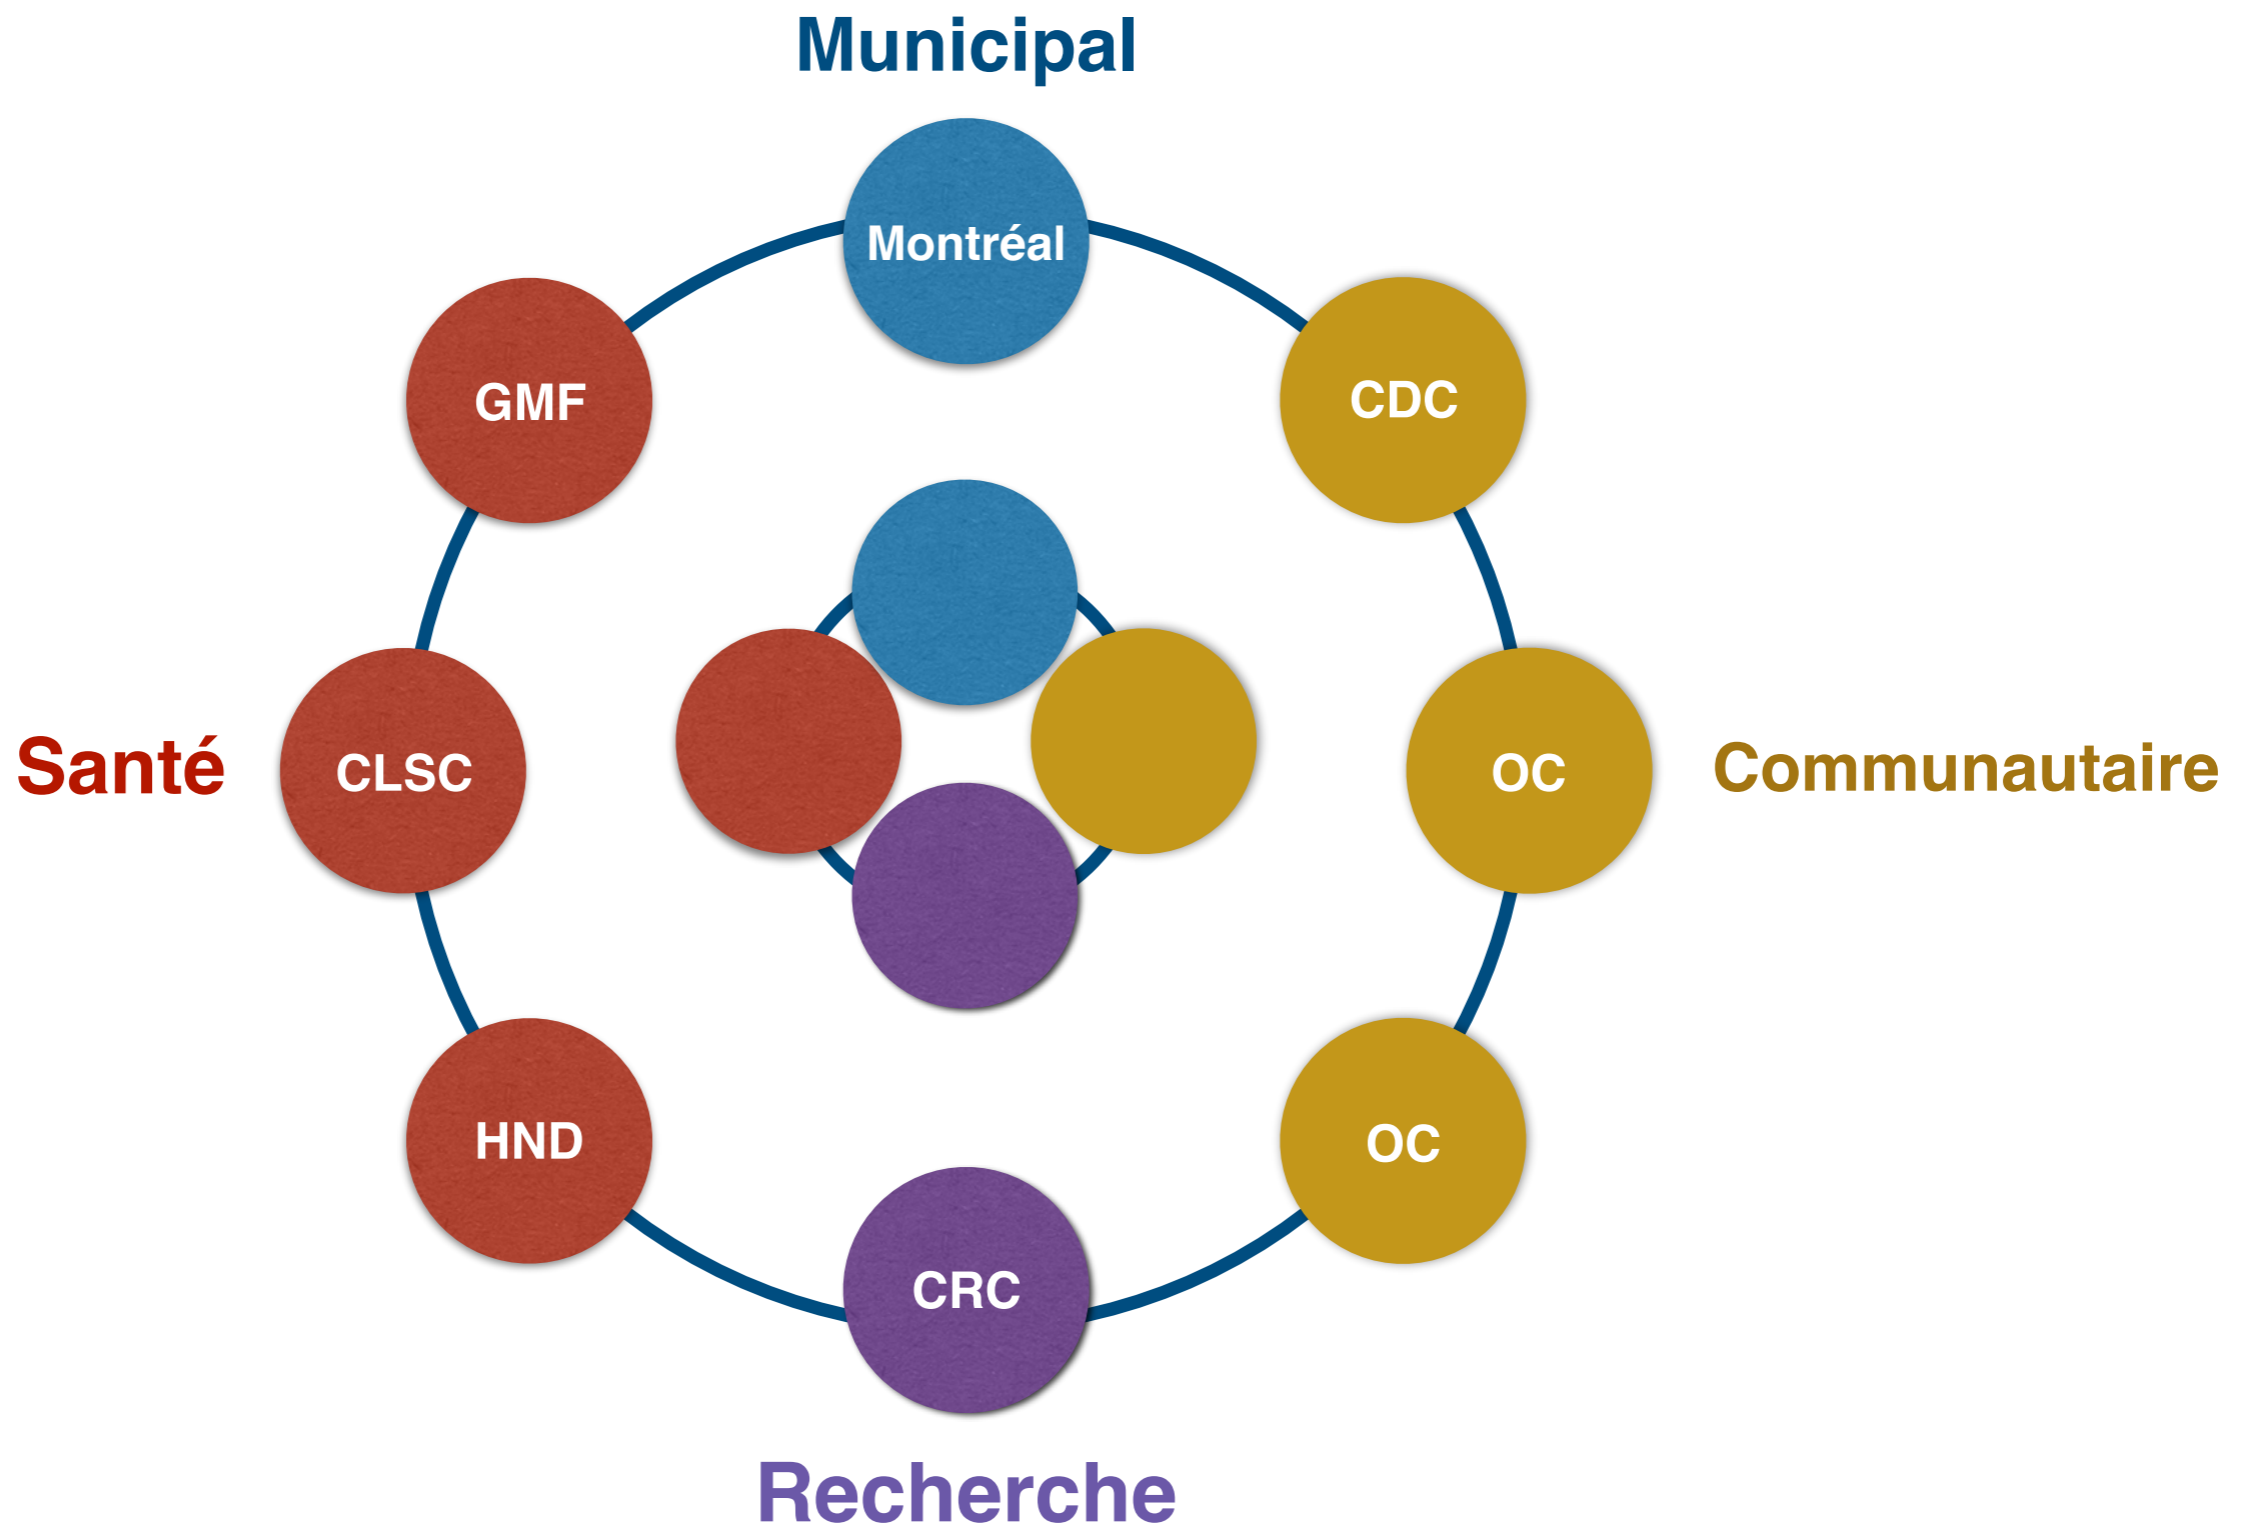 Municipal
Montréal
GMF
CDC
Santé
CLSC
OC
Communautaire
HND
OC
CRC
Recherche